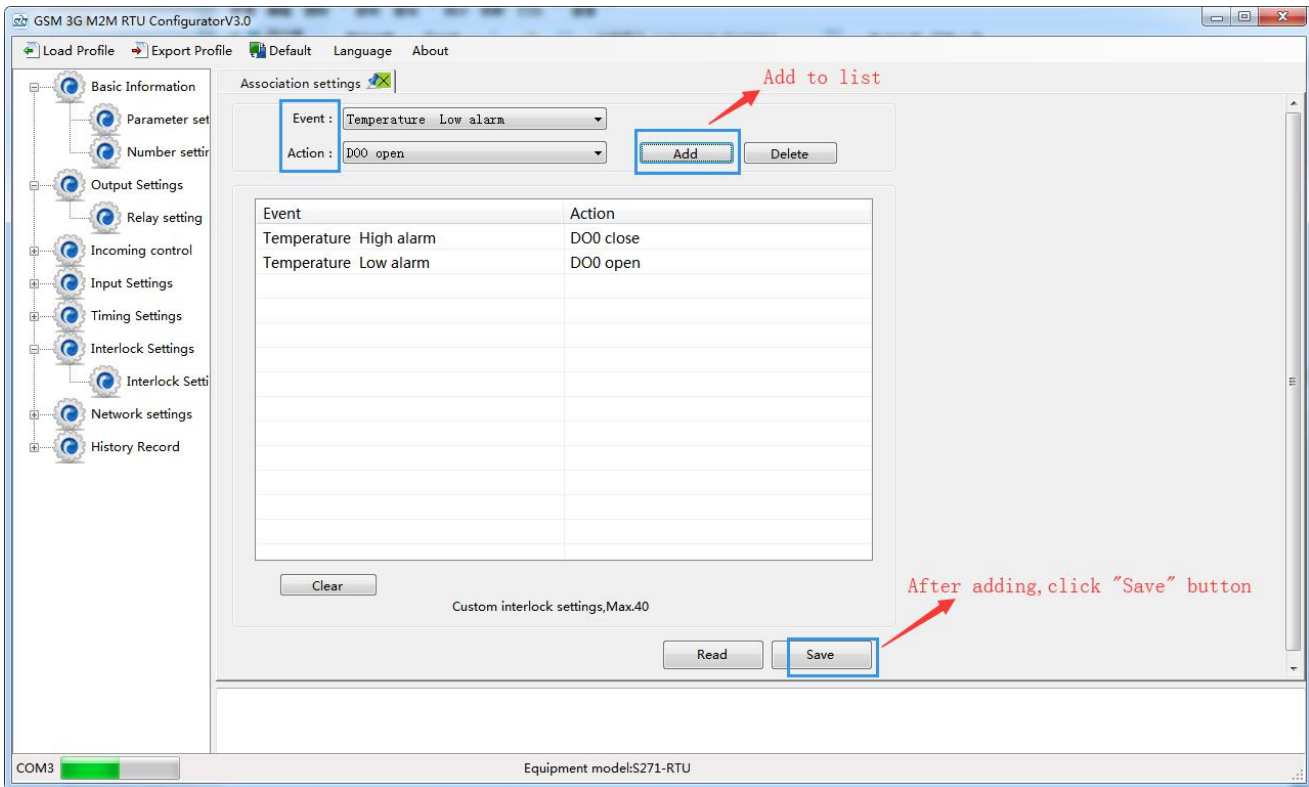 GSM 3G M2M RTU ConfiguratorV3.0
Load Profile Export Profile Default Language About
Basic Information
Parameter set
Number settir
Output Settings
Relay setting
Incoming control
Input Settings
Timing Settings
Interlock Settings
Interlock Setti
Network settings
History Record
Association settings
Add to list
Event : Temperature Low alarm
Action : DO0 open Add Delete
Event Action
Temperature High alarm DO0 close
Temperature Low alarm DO0 open
Clear
Custom interlock settings,Max.40
After adding,click "Save" button
Read Save
COM3 Equipment model:S271-RTU